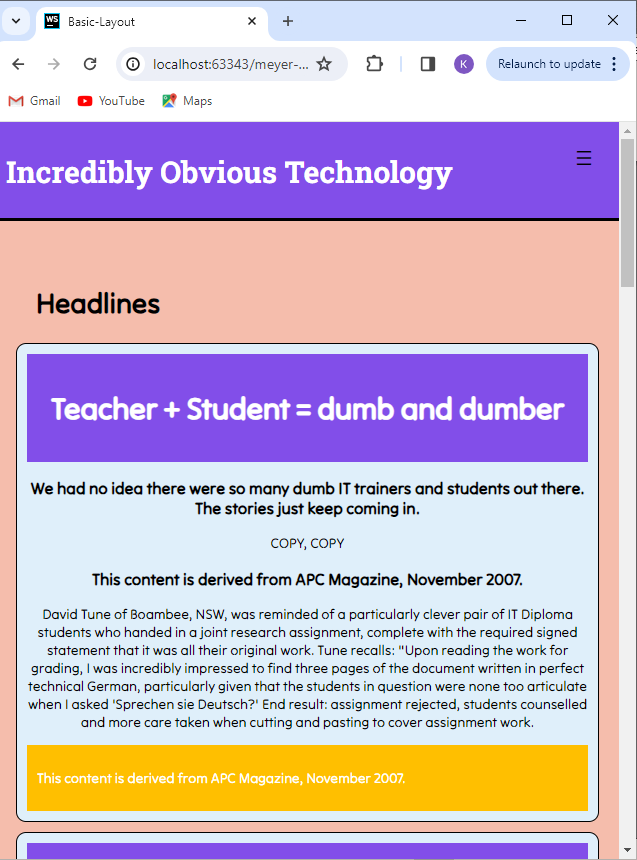 WS Basic-Layout
localhost:63343/meyer-...
K
Relaunch to update
Gmail YouTube Maps
Incredibly Obvious Technology
Headlines
Teacher + Student = dumb and dumber
We had no idea there were so many dumb IT trainers and students out there.
The stories just keep coming in.
COPY, COPY
This content is derived from APC Magazine, November 2007.
David Tune of Boambee, NSW, was reminded of a particularly clever pair of IT Diploma
students who handed in a joint research assignment, complete with the required signed
statement that it was all their original work. Tune recalls: "Upon reading the work for
grading, I was incredibly impressed to find three pages of the document written in perfect
technical German, particularly given that the students in question were none too articulate
when I asked 'Sprechen sie Deutsch?' End result: assignment rejected, students counselled
and more care taken when cutting and pasting to cover assignment work.
This content is derived from APC Magazine, November 2007.